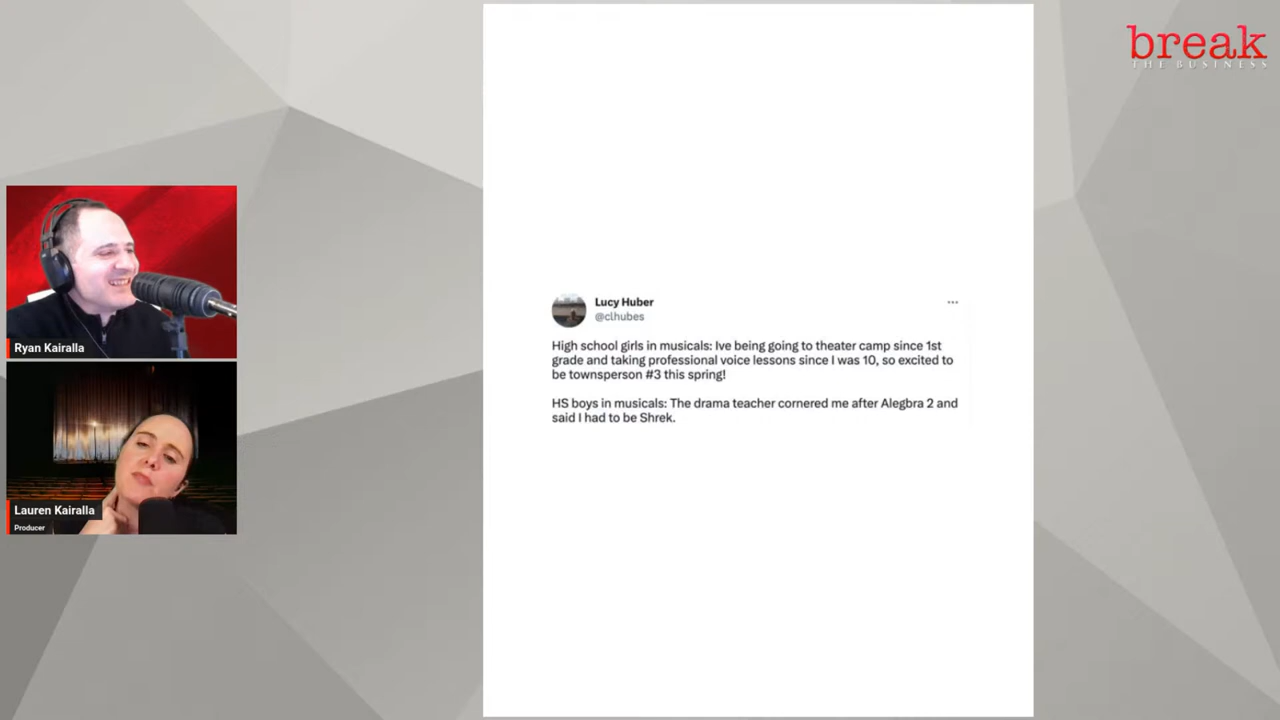 break
THE BUSINESS
Ryan Kairalla
Lauren Kairalla
Producer
Lucy Huber
@clhubes
High school girls in musicals: Ive being going to theater camp since 1st
grade and taking professional voice lessons since I was 10, so excited to
be townsperson #3 this spring!
HS boys in musicals: The drama teacher cornered me after Alegbra 2 and
said I had to be Shrek.